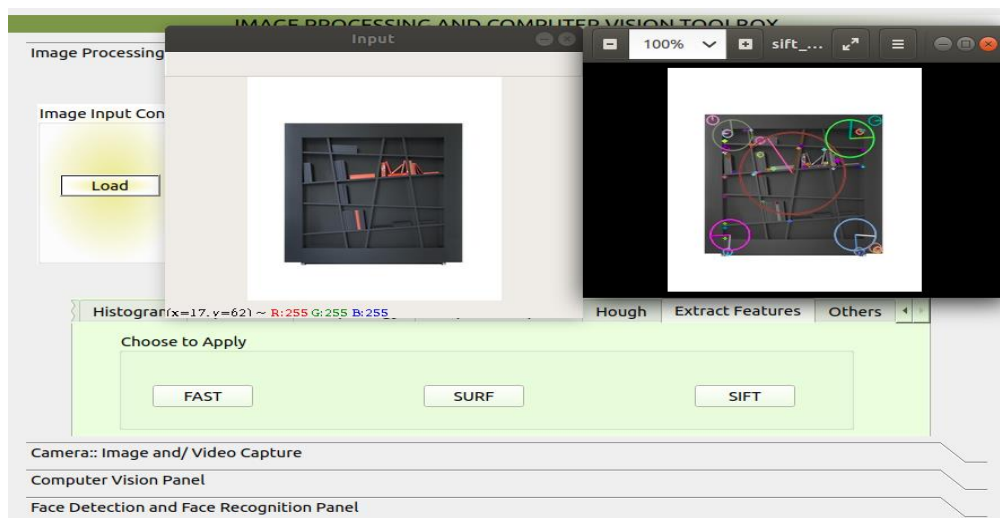 IMAGE PROCESSING AND COMPUTER VISION TOOLBOX
Image Processing
Input
100%
sift_...
Image Input Con
Load
(x=17, y=62) ~ R:255 G:255 B:255
Histogram
Hough
Extract Features
Others
Choose to Apply
FAST
SURF
SIFT
Camera:: Image and/ Video Capture
Computer Vision Panel
Face Detection and Face Recognition Panel